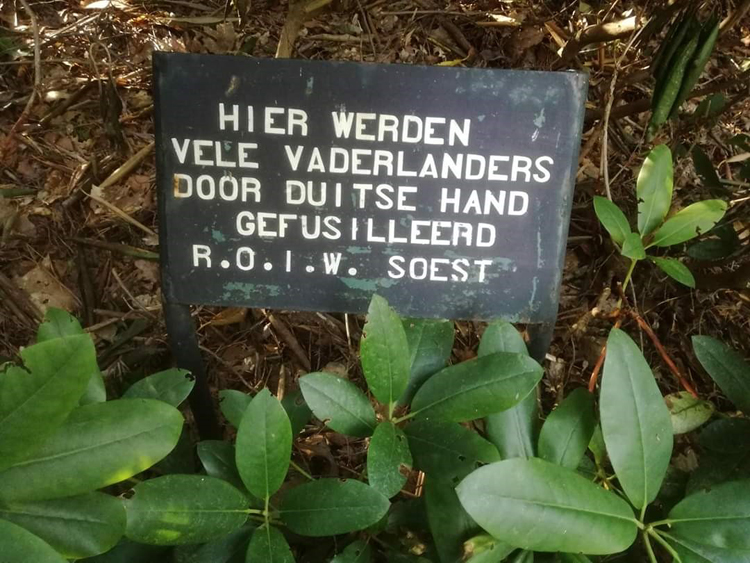 HIER WERDEN
VELE VADERLANDERS
DOOR DUITSE HAND
GEFUSILLEERD
R.O.I.W. SOEST